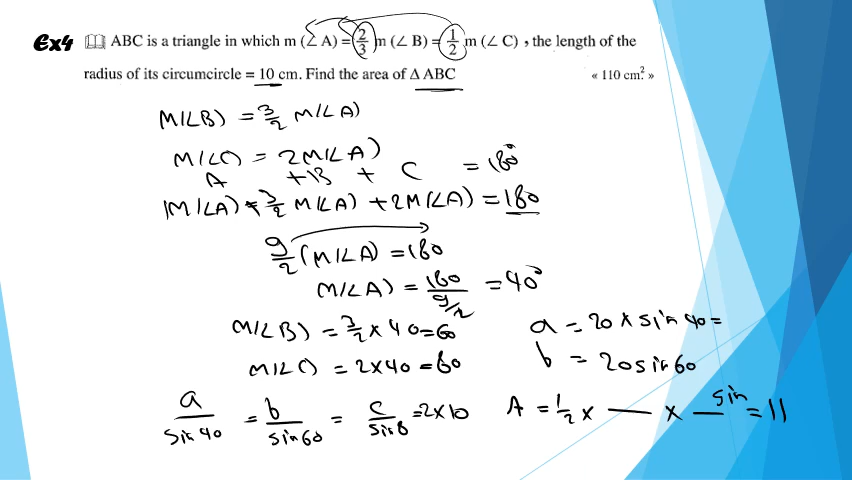 Ex4 ABC is a triangle in which m (∠ A) = 2/3 m (∠ B) = 1/2 m (∠ C) , the length of the
radius of its circumcircle = 10 cm. Find the area of Δ ABC « 110 cm² »
M(∠B) = 3/2 M(∠A)
M(∠C) = 2M(∠A)
A + B + C = 180°
M(∠A) + 3/2 M(∠A) + 2M(∠A) = 180
9/2 (M(∠A) = 180
M(∠A) = 180 / 9/2 = 40°
M(∠B) = 3/2 × 40 = 60
M(∠C) = 2×40 = 80
a = 20 × sin 40 =
b = 20 sin 60
a / sin 40 = b / sin 60 = c / sin 8 = 2×10
A = 1/2 × — × — sin = 11